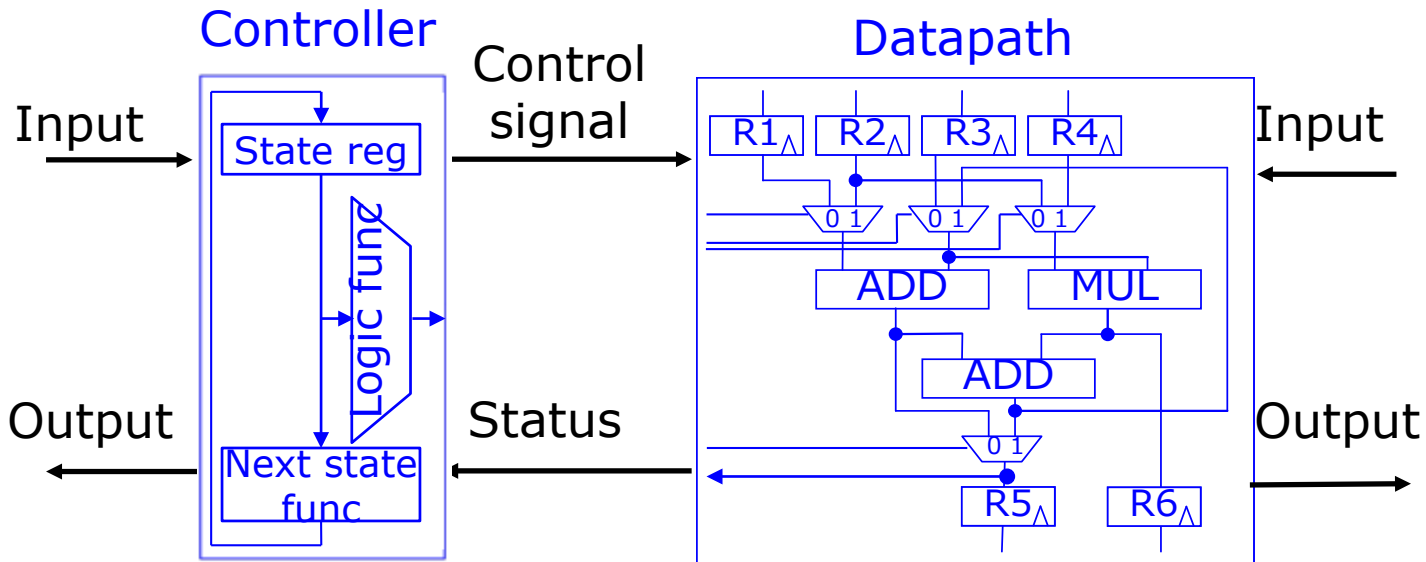 Controller
Datapath
Control
signal
Input
Input
State reg
R1
R2
R3
R4
0 1
0 1
0 1
Logic func
ADD
MUL
ADD
Output
Status
Output
0 1
Next state
func
R5
R6